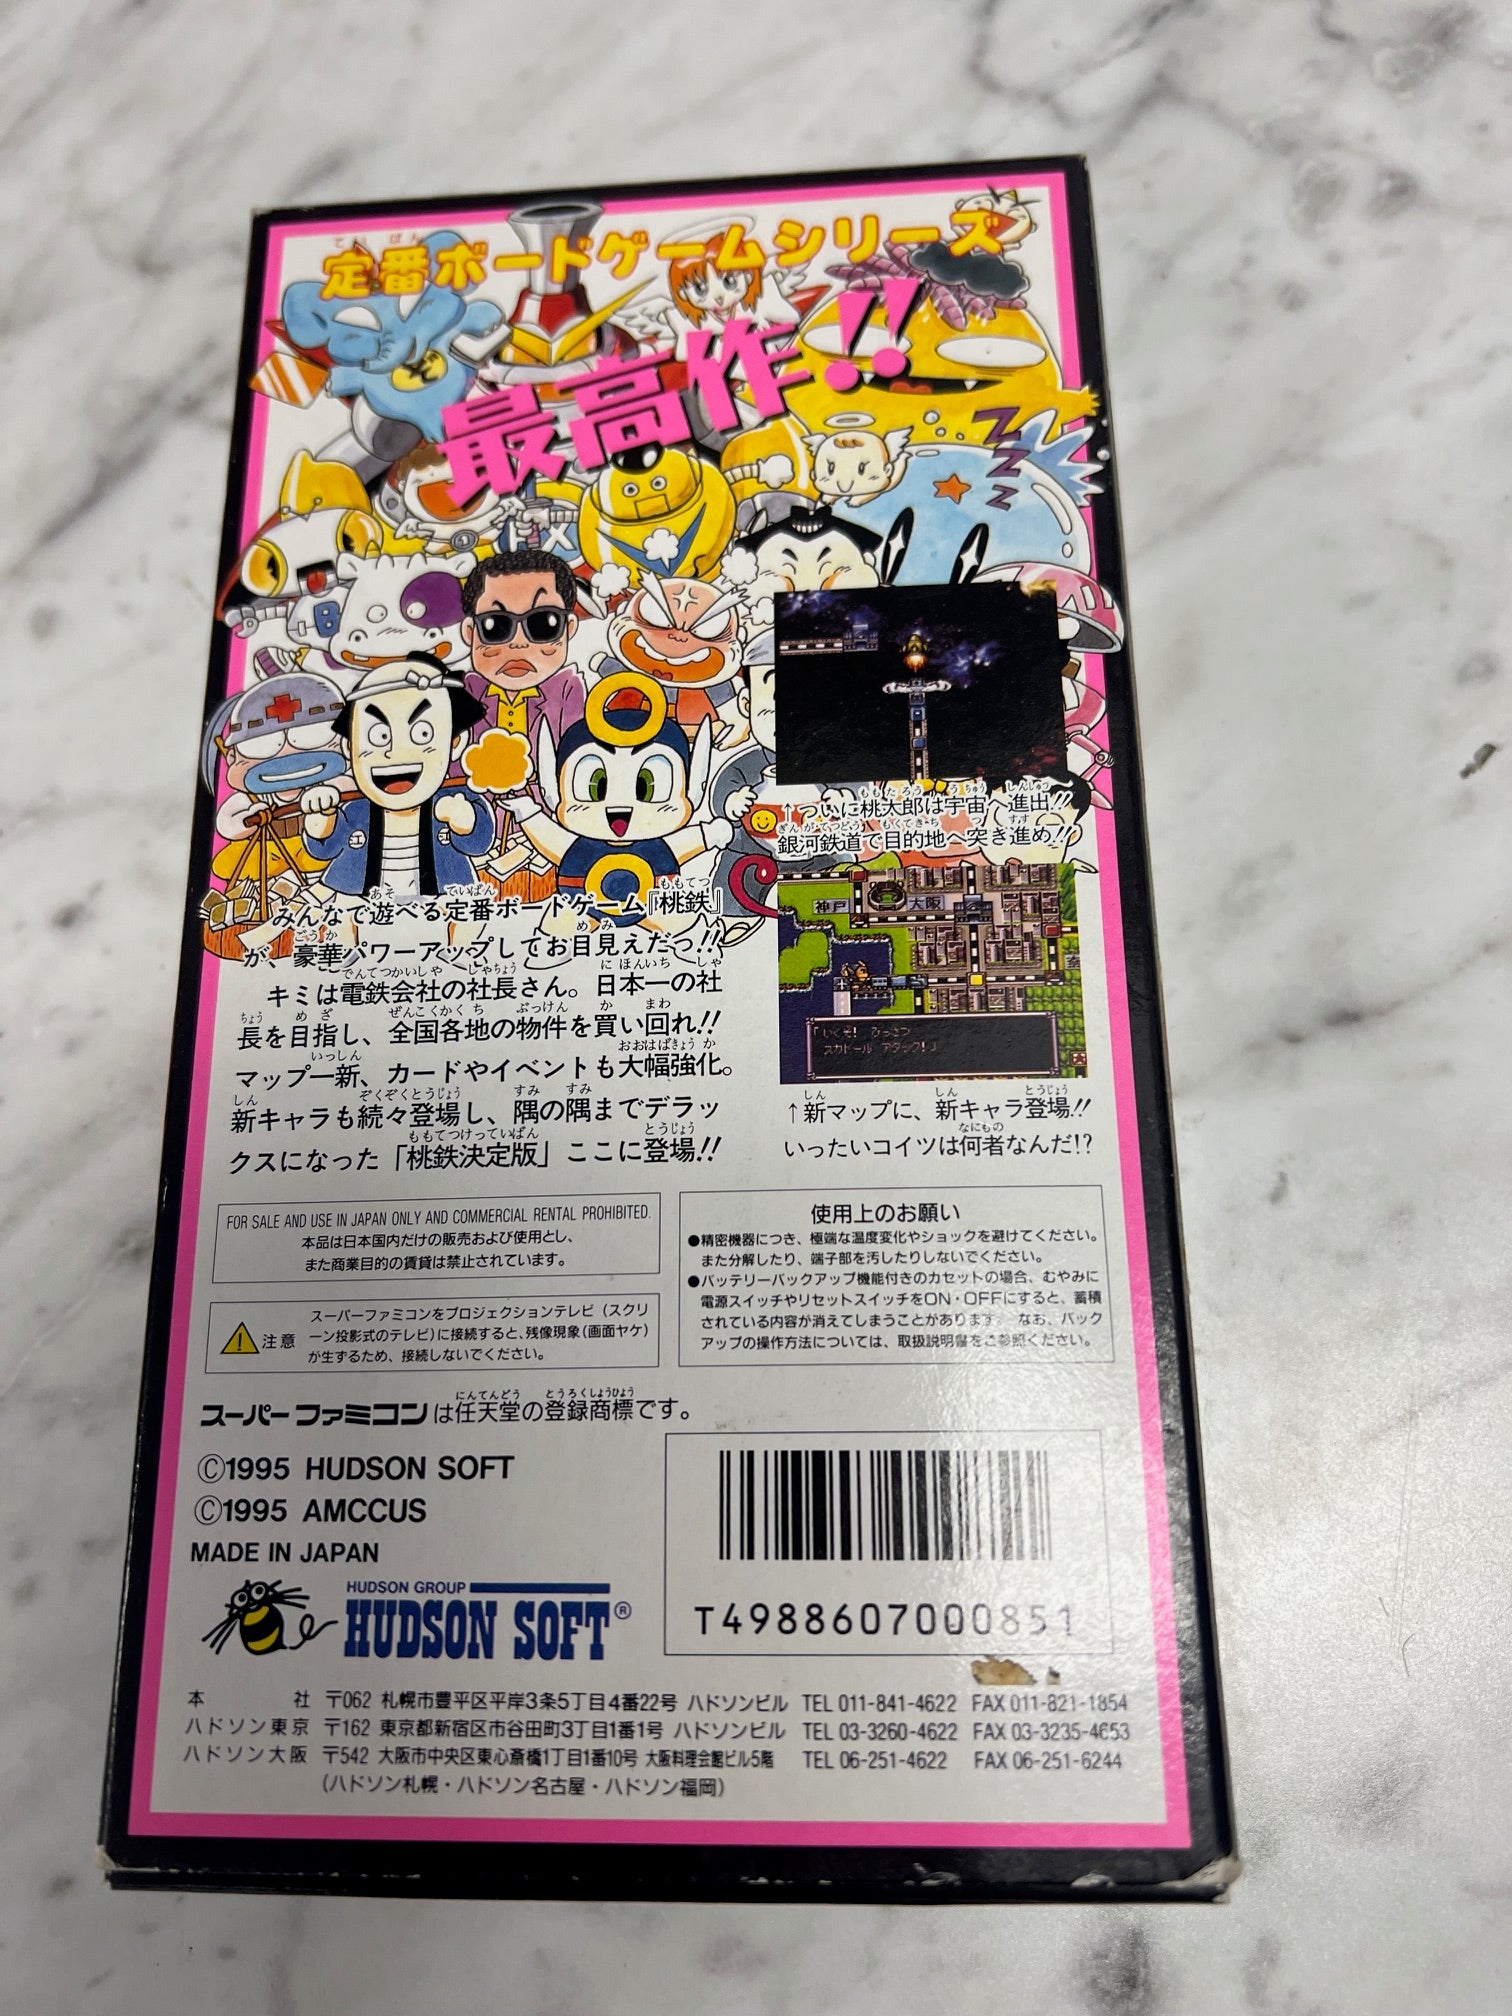 定番ボードゲームシリーズ
最高作!!
↑ついに桃太郎は宇宙へ進出!!
銀河鉄道で目的地へ突き進め!!
みんなで遊べる定番ボードゲーム『桃鉄』
が、豪華パワーアップしてお目見えだっ!!
キミは電鉄会社の社長さん。日本一の社
長を目指し、全国各地の物件を買い回れ!!
マップ一新、カードやイベントも大幅強化。
新キャラも続々登場し、隅の隅までデラッ
クスになった「桃鉄決定版」ここに登場!!
神戸
大阪
「いくぞ! ひっさつ
スカドール アタック!」
↑新マップに、新キャラ登場!!
いったいコイツは何者なんだ!?
FOR SALE AND USE IN JAPAN ONLY AND COMMERCIAL RENTAL PROHIBITED.
本品は日本国内だけの販売および使用とし、
また商業目的の賃貸は禁止されています。
注意
スーパーファミコンをプロジェクションテレビ(スクリ
ーン投影式のテレビ)に接続すると、残像現象(画面ヤケ)
が生ずるため、接続しないでください。
使用上のお願い
●精密機器につき、極端な温度変化やショックを避けてください。
また分解したり、端子部を汚したりしないでください。
●バッテリーバックアップ機能付きのカセットの場合、むやみに
電源スイッチやリセットスイッチをON・OFFにすると、蓄積
されている内容が消えてしまうことがあります。なお、バック
アップの操作方法については、取扱説明書をご参照ください。
スーパーファミコンは任天堂の登録商標です。
©1995 HUDSON SOFT
©1995 AMCCUS
MADE IN JAPAN
HUDSON GROUP
HUDSON SOFT®
T4988607000851
本社 〒062 札幌市豊平区平岸3条5丁目4番22号 ハドソンビル TEL 011-841-4622 FAX 011-821-1854
ハドソン東京 〒162 東京都新宿区市谷田町3丁目1番1号 ハドソンビル TEL 03-3260-4622 FAX 03-3235-4653
ハドソン大阪 〒542 大阪市中央区東心斎橋1丁目1番10号 大阪料理会館ビル5階 TEL 06-251-4622 FAX 06-251-6244
(ハドソン札幌・ハドソン名古屋・ハドソン福岡)